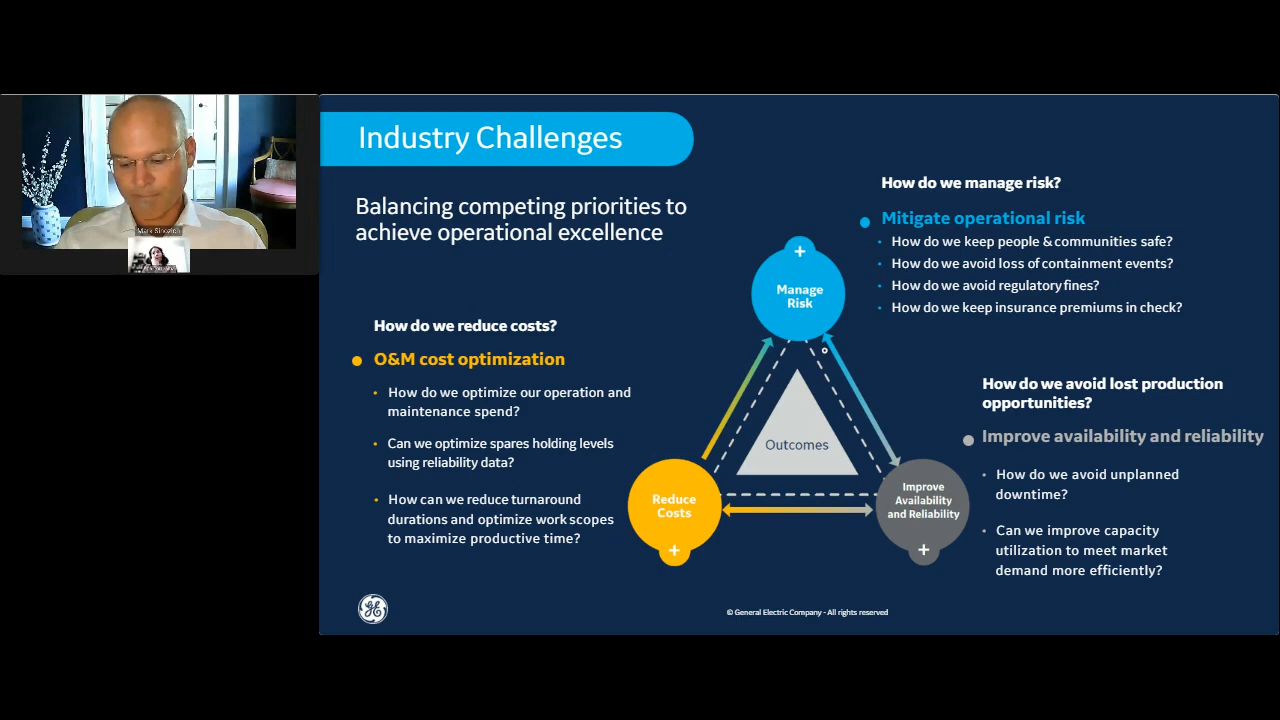 Industry Challenges
Balancing competing priorities to
achieve operational excellence
How do we manage risk?
Mitigate operational risk
How do we keep people & communities safe?
How do we avoid loss of containment events?
How do we avoid regulatory fines?
How do we keep insurance premiums in check?
How do we reduce costs?
O&M cost optimization
How do we optimize our operation and
maintenance spend?
Can we optimize spares holding levels
using reliability data?
How can we reduce turnaround
durations and optimize work scopes
to maximize productive time?
+
Manage
Risk
Outcomes
Reduce
Costs
+
Improve
Availability
and Reliability
+
How do we avoid lost production
opportunities?
Improve availability and reliability
How do we avoid unplanned
downtime?
Can we improve capacity
utilization to meet market
demand more efficiently?
GE
© General Electric Company - All rights reserved
Mark